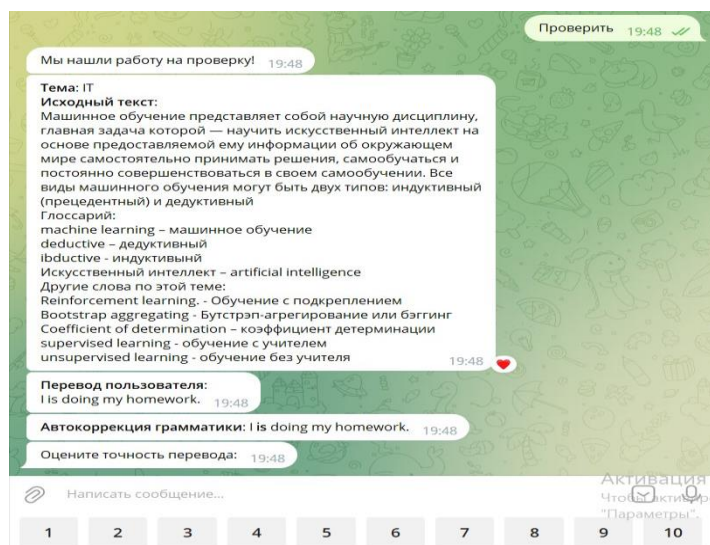 Проверить 19:48
Мы нашли работу на проверку! 19:48
Тема: IT
Исходный текст:
Машинное обучение представляет собой научную дисциплину,
главная задача которой — научить искусственный интеллект на
основе предоставляемой ему информации об окружающем
мире самостоятельно принимать решения, самообучаться и
постоянно совершенствоваться в своем самообучении. Все
виды машинного обучения могут быть двух типов: индуктивный
(прецедентный) и дедуктивный
Глоссарий:
machine learning – машинное обучение
deductive – дедуктивный
ibductive - индуктивынй
Искусственный интеллект – artificial intelligence
Другие слова по этой теме:
Reinforcement learning. - Обучение с подкреплением
Bootstrap aggregating - Бутстрэп-агрегирование или бэггинг
Coefficient of determination – коэффициент детерминации
supervised learning - обучение с учителем
unsupervised learning - обучение без учителя 19:48
Перевод пользователя:
I is doing my homework. 19:48
Автокоррекция грамматики: I is doing my homework. 19:48
Оцените точность перевода: 19:48
Активация
Написать сообщение...
"Параметры".
1 2 3 4 5 6 7 8 9 10